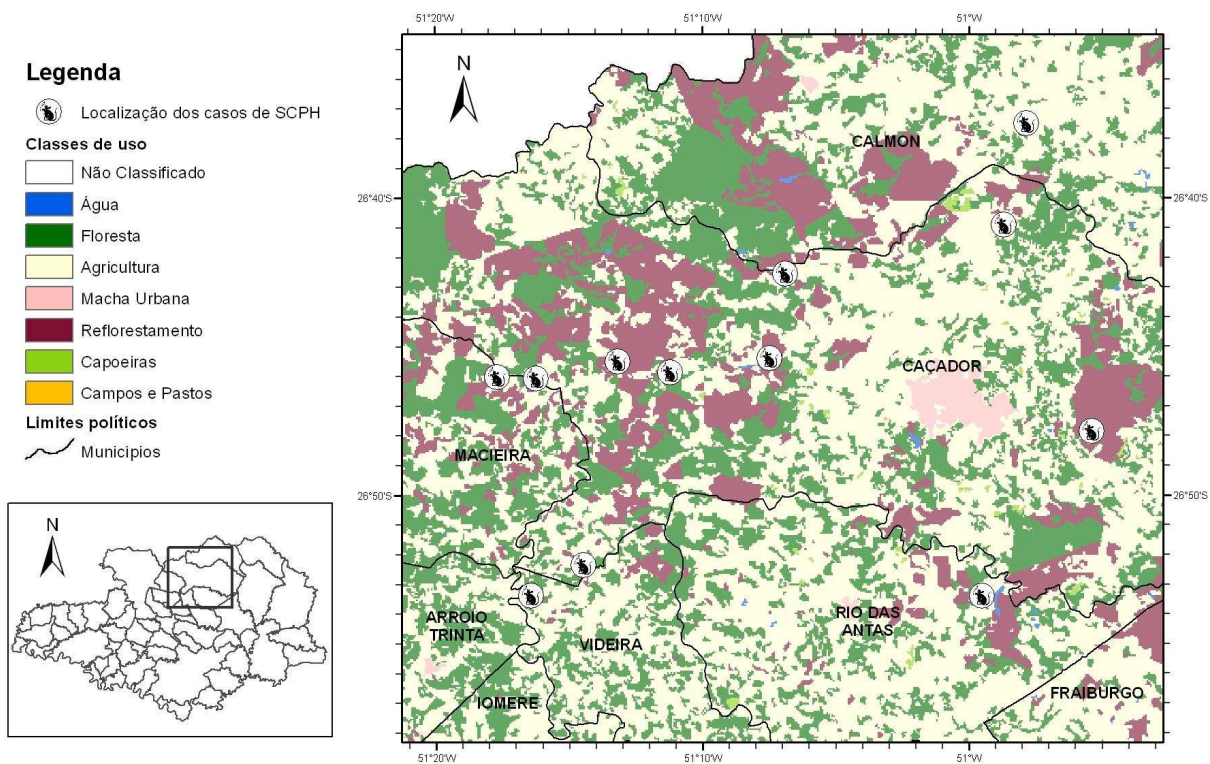 Legenda
Localização dos casos de SCPH
Classes de uso
Não Classificado
Água
Floresta
Agricultura
Macha Urbana
Reflorestamento
Capoeiras
Campos e Pastos
Limites políticos
Municipios
N
51°20'W
51°10'W
51°W
N
CALMON
26°40'S
26°40'S
CAÇADOR
MACIEIRA
26°50'S
26°50'S
ARROIO
TRINTA
RIO DAS
ANTAS
VIDEIRA
IOMERE
FRAIBURGO
51°20'W
51°10'W
51°W